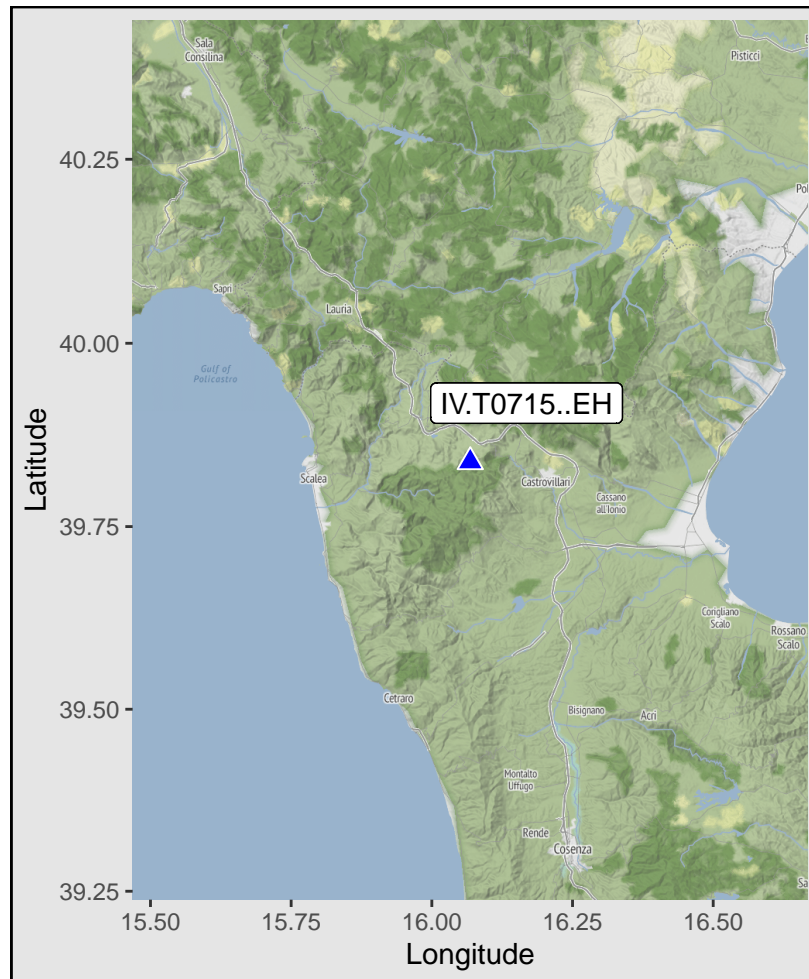 Sala
Consilina
Pisticci
40.25
Sapri
Lauria
40.00
Gulf of
Policastro
IV.T0715..EH
Latitude
Scalea
Castrovillari
Cassano
all'Ionio
39.75
Corigliano
Scalo
Rossano
Scalo
Cetraro
39.50
Bisignano
Acri
Montalto
Uffugo
Rende
Cosenza
39.25
15.50
15.75
16.00
16.25
16.50
Longitude